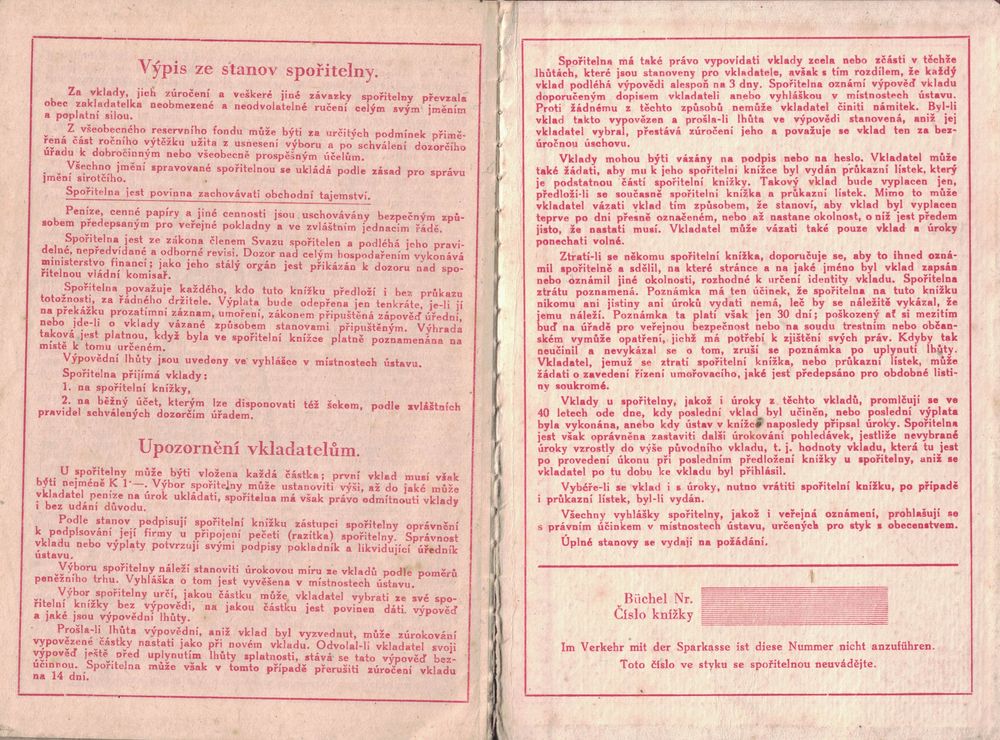 Výpis ze stanov spořitelny.
Za vklady, jich zúročení a veškeré jiné závazky spořitelny převzala
obec zakladatelka neobmezené a neodvolatelné ručení celým svým jměním
a poplatní silou.
Z všeobecného reservního fondu může býti za určitých podmínek přimě-
řená část ročního výtěžku užita z usnesení výboru a po schválení dozorčího
úřadu k dobročinným nebo všeobecně prospěšným účelům.
Všechno jmění spravované spořitelnou se ukládá podle zásad pro správu
jmění sirotčího.
Spořitelna jest povinna zachovávati obchodní tajemství.
Peníze, cenné papíry a jiné cennosti jsou uschovávány bezpečným způ-
sobem předepsaným pro veřejné pokladny a ve zvláštním jednacím řádě.
Spořitelna jest ze zákona členem Svazu spořitelen a podléhá jeho pravi-
delné, nepředvídané a odborné revisi. Dozor nad celým hospodařením vykonává
ministerstvo financí; jako jeho stálý orgán jest přikázán k dozoru nad spo-
řitelnou vládní komisař.
Spořitelna považuje každého, kdo tuto knížku předloží i bez průkazu
totožnosti, za řádného držitele. Výplata bude odepřena jen tenkráte, je-li jí
na překážku prozatímní záznam, umoření, zákonem připuštěná zápověď úřední,
nebo jde-li o vklady vázané způsobem stanovami připuštěným. Výhrada
taková jest platnou, když byla ve spořitelní knížce platně poznamenána na
místě k tomu určeném.
Výpovědní lhůty jsou uvedeny ve vyhlášce v místnostech ústavu.
Spořitelna přijímá vklady:
1. na spořitelní knížky,
2. na běžný účet, kterým lze disponovati též šekem, podle zvláštních
pravidel schválených dozorčím úřadem.
Upozornění vkladatelům.
U spořitelny může býti vložena každá částka; první vklad musí však
býti nejméně K 1·—. Výbor spořitelny může ustanoviti výši, až do jaké může
vkladatel peníze na úrok ukládati, spořitelna má však právo odmítnouti vklady
i bez udání důvodu.
Podle stanov podpisují spořitelní knížku zástupci spořitelny oprávnění
k podpisování její firmy u připojení pečeti (razítka) spořitelny. Správnost
vkladu nebo výplaty potvrzují svými podpisy pokladník a likvidující úředník
ústavu.
Výboru spořitelny náleží stanoviti úrokovou míru ze vkladů podle poměrů
peněžního trhu. Vyhláška o tom jest vyvěšena v místnostech ústavu.
Výbor spořitelny určí, jakou částku může vkladatel vybrati ze své spo-
řitelní knížky bez výpovědi, na jakou částku jest povinen dáti výpověď
a jaké jsou výpovědní lhůty.
Prošla-li lhůta výpovědní, aniž vklad byl vyzvednut, může zúrokování
vypovězené částky nastati jako při novém vkladu. Odvolal-li vkladatel svoji
výpověď ještě před uplynutím lhůty splatnosti, stává se tato výpověď bez-
účinnou. Spořitelna může však v tomto případě přerušiti zúročení vkladu
na 14 dní.
Spořitelna má také právo vypovídati vklady zcela nebo zčásti v těchže
lhůtách, které jsou stanoveny pro vkladatele, avšak s tím rozdílem, že každý
vklad podléhá výpovědi alespoň na 3 dny. Spořitelna oznámí výpověď vkladu
doporučeným dopisem vkladateli anebo vyhláškou v místnostech ústavu.
Proti žádnému z těchto způsobů nemůže vkladatel činiti námitek. Byl-li
vklad takto vypovězen a prošla-li lhůta ve výpovědi stanovená, aniž jej
vkladatel vybral, přestává zúročení jeho a považuje se vklad ten za bez-
úročnou úschovu.
Vklady mohou býti vázány na podpis nebo na heslo. Vkladatel může
také žádati, aby mu k jeho spořitelní knížce byl vydán průkazní lístek, který
je podstatnou částí spořitelní knížky. Takový vklad bude vyplacen jen,
předloží-li se současně spořitelní knížka a průkazní lístek. Mimo to může
vkladatel vázati vklad tím způsobem, že stanoví, aby vklad byl vyplacen
teprve po dni přesně označeném, nebo až nastane okolnost, o níž jest předem
jisto, že nastati musí. Vkladatel může vázati také pouze vklad a úroky
ponechati volné.
Ztratí-li se někomu spořitelní knížka, doporučuje se, aby to ihned ozná-
mil spořitelně a sdělil, na které stránce a na jaké jméno byl vklad zapsán
nebo oznámil jiné okolnosti, rozhodné k určení identity vkladu. Spořitelna
ztrátu poznamená. Poznámka má ten účinek, že spořitelna na tuto knížku
nikomu ani jistiny ani úroků vydati nemá, leč by se náležitě vykázal, že
jemu náleží. Poznámka ta platí však jen 30 dní; poškozený ať si mezitím
buď na úřadě pro veřejnou bezpečnost nebo na soudu trestním nebo občan-
ském vymůže opatření, jichž má potřebí k zjištění svých práv. Kdyby tak
neučinil a nevykázal se o tom, zruší se poznámka po uplynutí lhůty.
Vkladatel, jemuž se ztratí spořitelní knížka, nebo průkazní lístek, může
žádati o zavedení řízení umořovacího, jaké jest předepsáno pro obdobné listi-
ny soukromé.
Vklady u spořitelny, jakož i úroky z těchto vkladů, promlčují se ve
40 letech ode dne, kdy poslední vklad byl učiněn, nebo poslední výplata
byla vykonána, anebo kdy ústav v knížce naposledy připsal úroky. Spořitelna
jest však oprávněna zastaviti další úrokování pohledávek, jestliže nevybrané
úroky vzrostly do výše původního vkladu, t. j. hodnoty vkladu, která tu jest
po provedení úkonu při posledním předložení knížky u spořitelny, aniž se
vkladatel po tu dobu ke vkladu byl přihlásil.
Vybéře-li se vklad i s úroky, nutno vrátiti spořitelní knížku, po případě
i průkazní lístek, byl-li vydán.
Všechny vyhlášky spořitelny, jakož i veřejná oznámení, prohlašují se
s právním účinkem v místnostech ústavu, určených pro styk s obecenstvem.
Úplné stanovy se vydají na požádání.
Büchel Nr.
Číslo knížky
Im Verkehr mit der Sparkasse ist diese Nummer nicht anzuführen.
Toto číslo ve styku se spořitelnou neuvádějte.